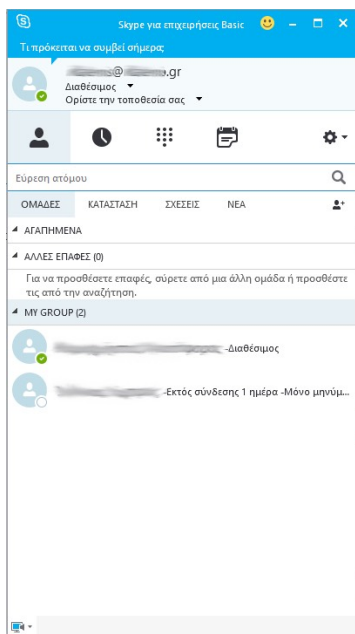 Skype για επιχειρήσεις Basic
Τι πρόκειται να συμβεί σήμερα;
@ .gr
Διαθέσιμος
Ορίστε την τοποθεσία σας
Εύρεση ατόμου
ΟΜΑΔΕΣ ΚΑΤΑΣΤΑΣΗ ΣΧΕΣΕΙΣ ΝΕΑ
ΑΓΑΠΗΜΕΝΑ
ΑΛΛΕΣ ΕΠΑΦΕΣ (0)
Για να προσθέσετε επαφές, σύρετε από μια άλλη ομάδα ή προσθέστε
τις από την αναζήτηση.
MY GROUP (2)
-Διαθέσιμος
-Εκτός σύνδεσης 1 ημέρα -Μόνο μηνύμ...